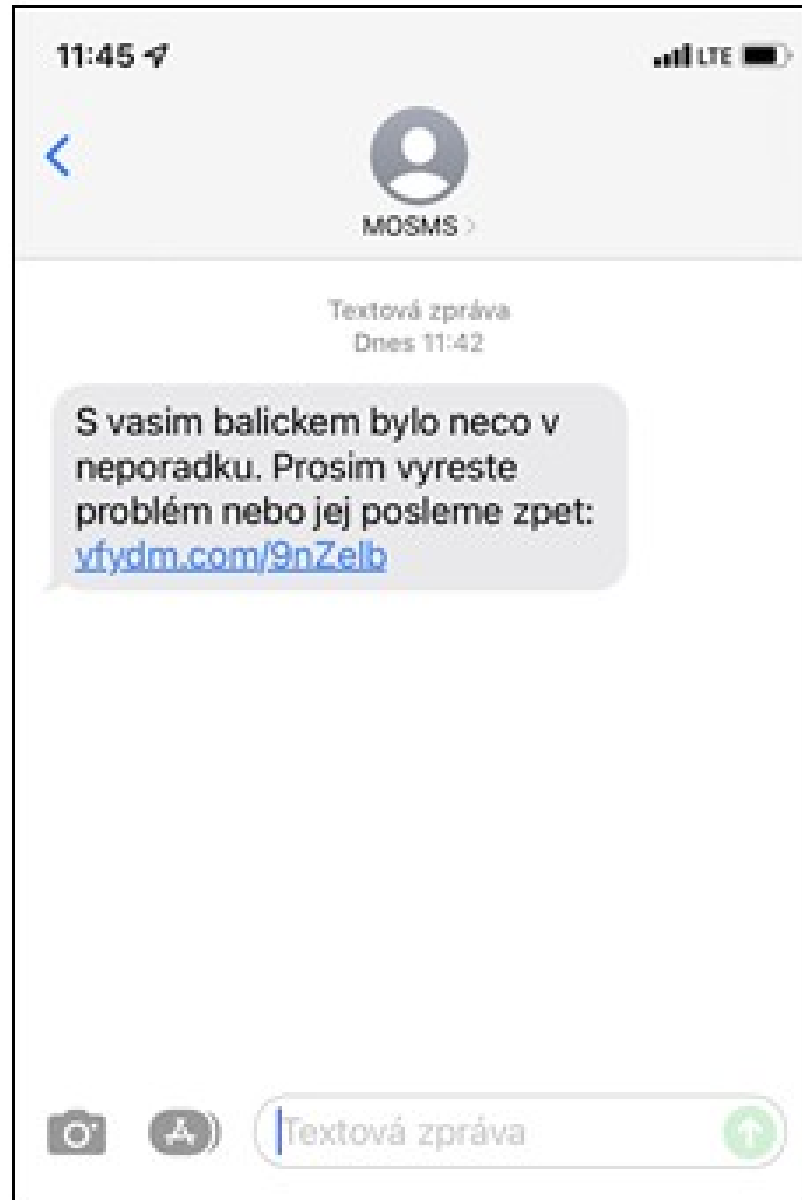 11:45
LTE
MOSMS
Textová zpráva
Dnes 11:42
S vasim balickem bylo neco v
neporadku. Prosim vyreste
problém nebo jej posleme zpet:
vfydm.com/9nZelb
Textová zpráva